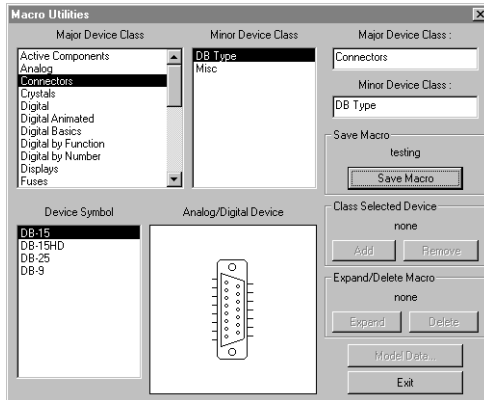 Macro Utilities
Major Device Class
Minor Device Class
Major Device Class :
Active Components
Analog
Connectors
Crystals
Digital
Digital Animated
Digital Basics
Digital by Function
Digital by Number
Displays
Fuses
DB Type
Misc
Connectors
Minor Device Class :
DB Type
Save Macro
testing
Save Macro
Device Symbol
Analog/Digital Device
Class Selected Device
DB-15
DB-15HD
DB-25
DB-9
none
Add
Remove
Expand/Delete Macro
none
Expand
Delete
Model Data...
Exit